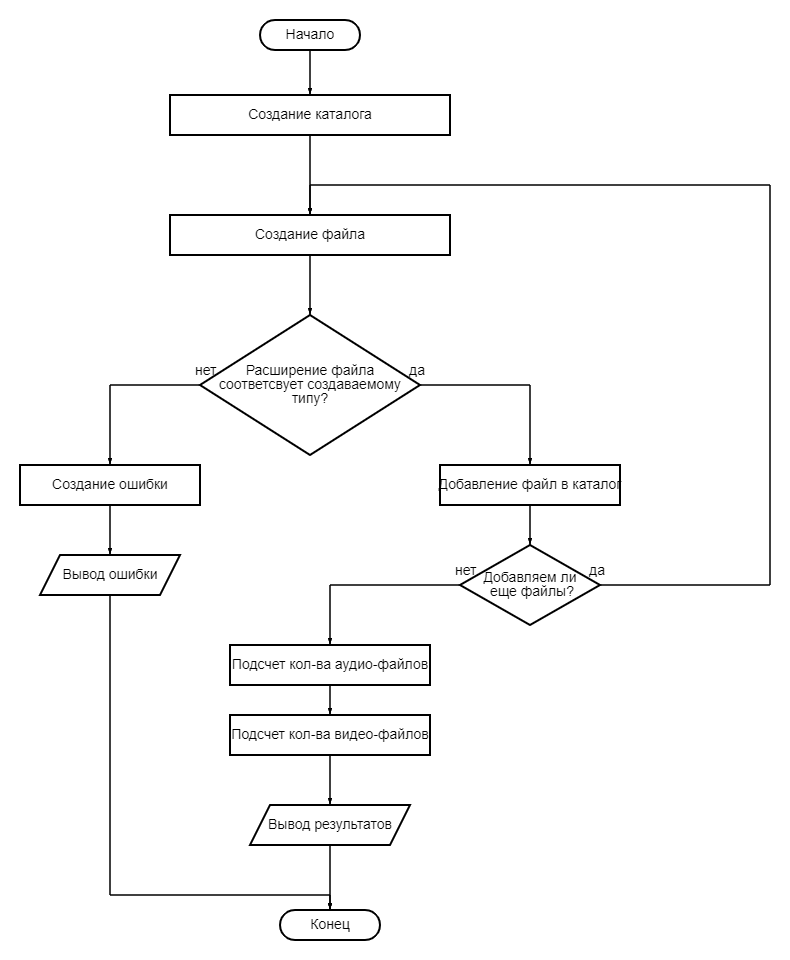 Начало
Создание каталога
Создание файла
нет
Расширение файла
соответсвует создаваемому
типу?
да
Создание ошибки
Добавление файл в каталог
Вывод ошибки
нет
Добавляем ли
еще файлы?
да
Подсчет кол-ва аудио-файлов
Подсчет кол-ва видео-файлов
Вывод результатов
Конец